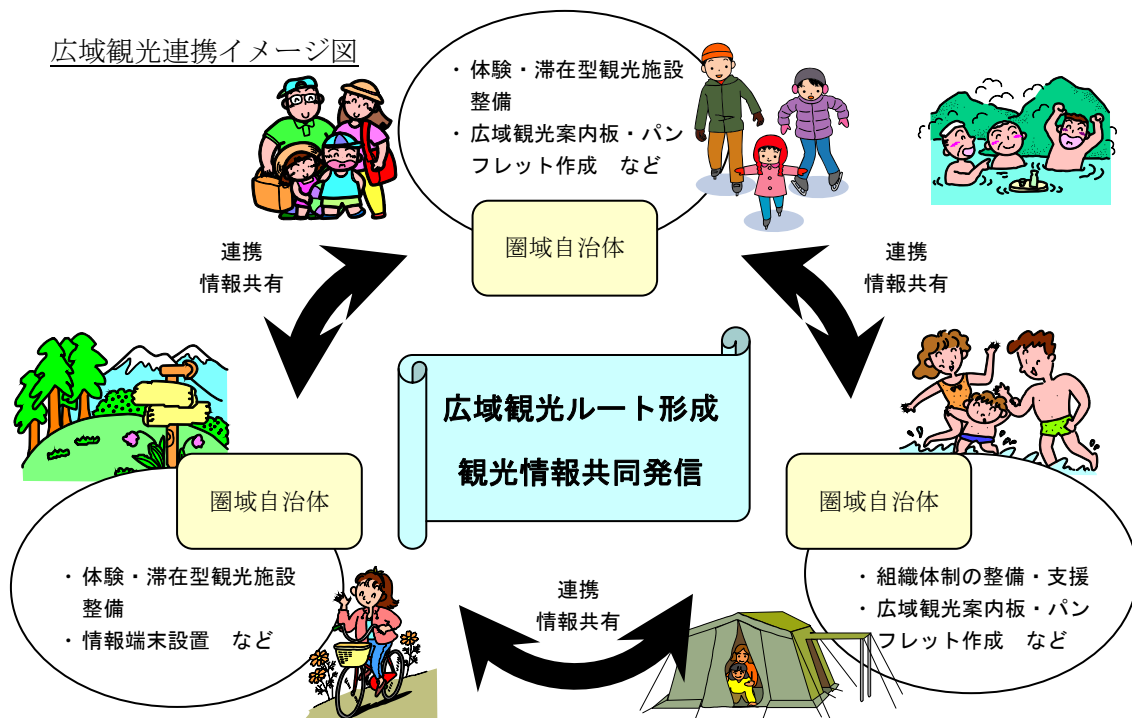 広域観光連携イメージ図
・体験・滞在型観光施設
整備
・広域観光案内板・パン
フレット作成　など
圏域自治体
連携
情報共有
連携
情報共有
広域観光ルート形成
観光情報共同発信
圏域自治体
・体験・滞在型観光施設
整備
・情報端末設置　など
圏域自治体
・組織体制の整備・支援
・広域観光案内板・パン
フレット作成　など
連携
情報共有